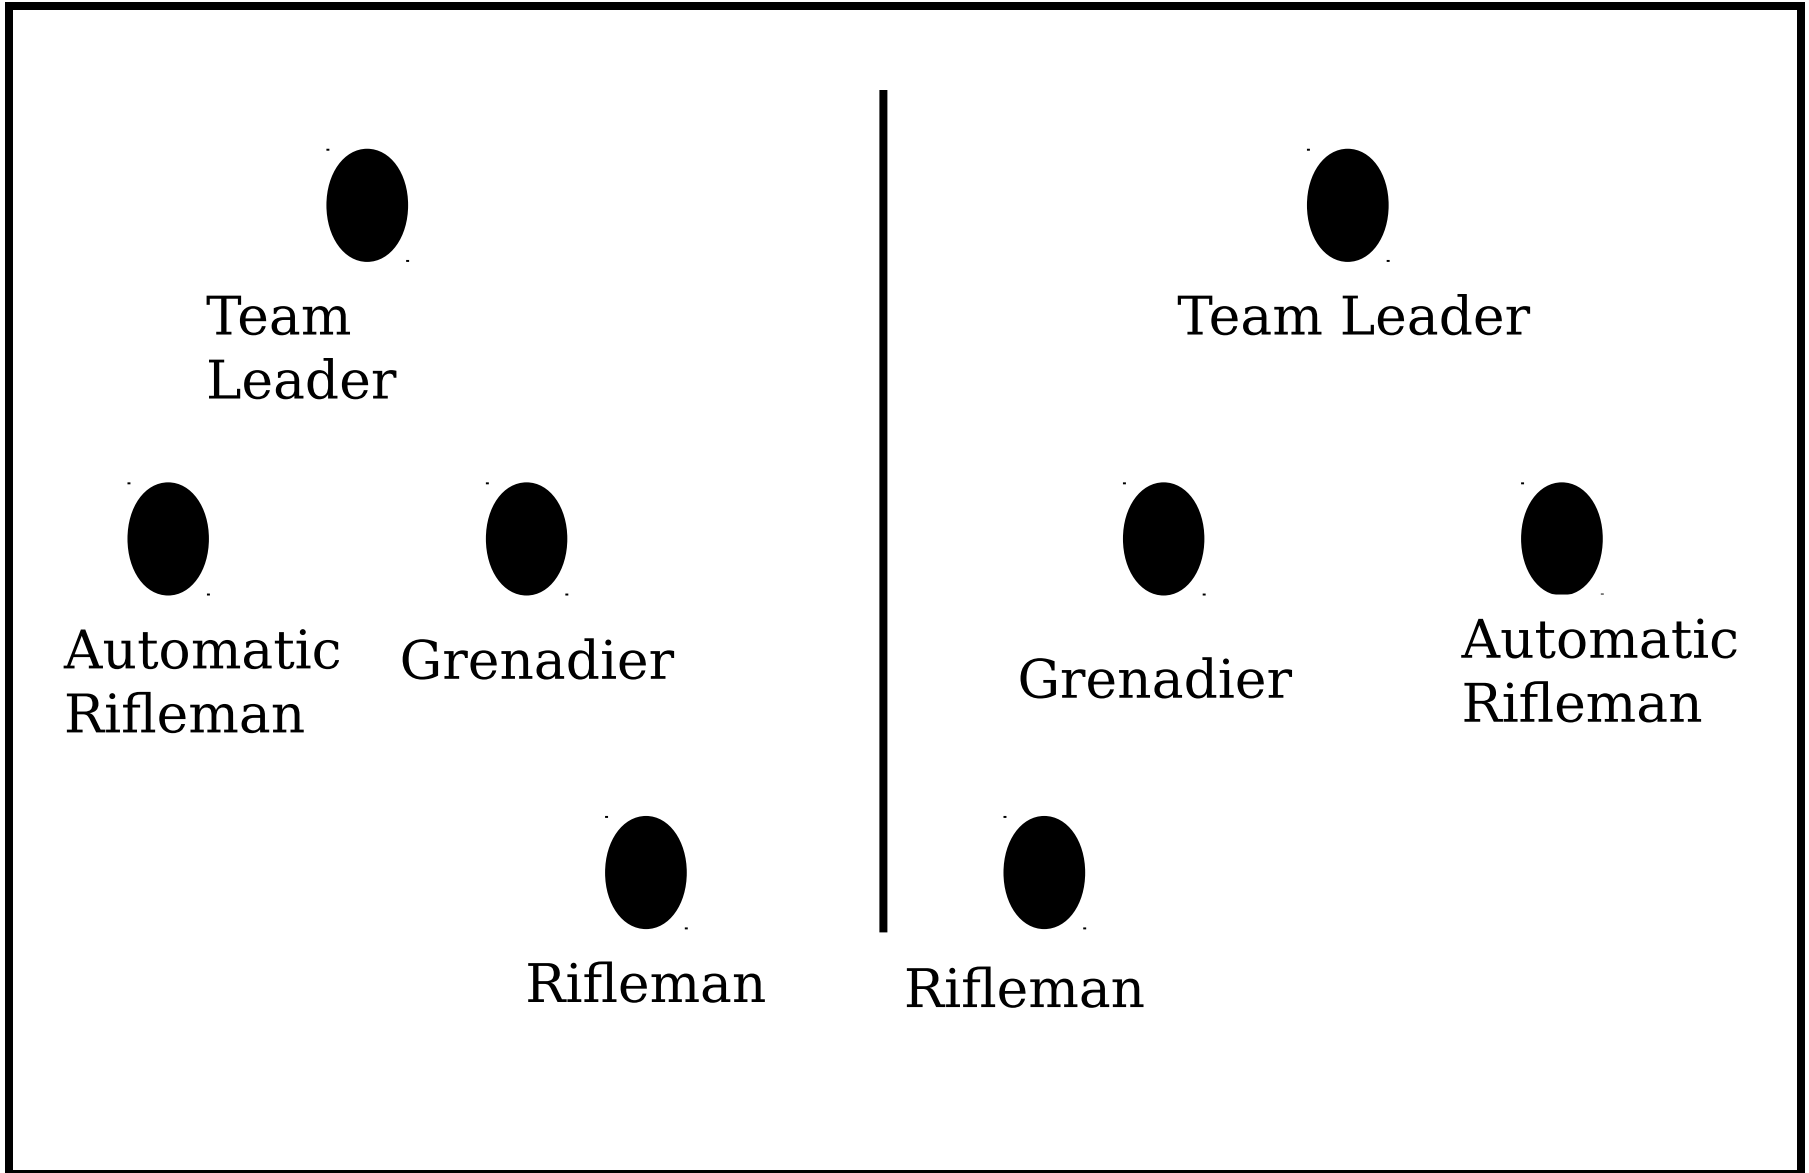 Team
Leader
Automatic
Rifleman
Grenadier
Rifleman
Team Leader
Grenadier
Automatic
Rifleman
Rifleman